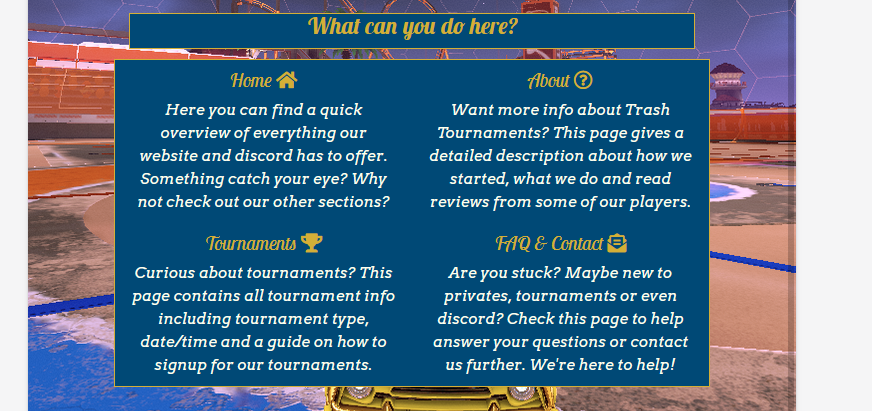 What can you do here?
Home
Here you can find a quick
overview of everything our
website and discord has to offer.
Something catch your eye? Why
not check out our other sections?
About
Want more info about Trash
Tournaments? This page gives a
detailed description about how we
started, what we do and read
reviews from some of our players.
Tournaments
Curious about tournaments? This
page contains all tournament info
including tournament type,
date/time and a guide on how to
signup for our tournaments.
FAQ & Contact
Are you stuck? Maybe new to
privates, tournaments or even
discord? Check this page to help
answer your questions or contact
us further. We're here to help!